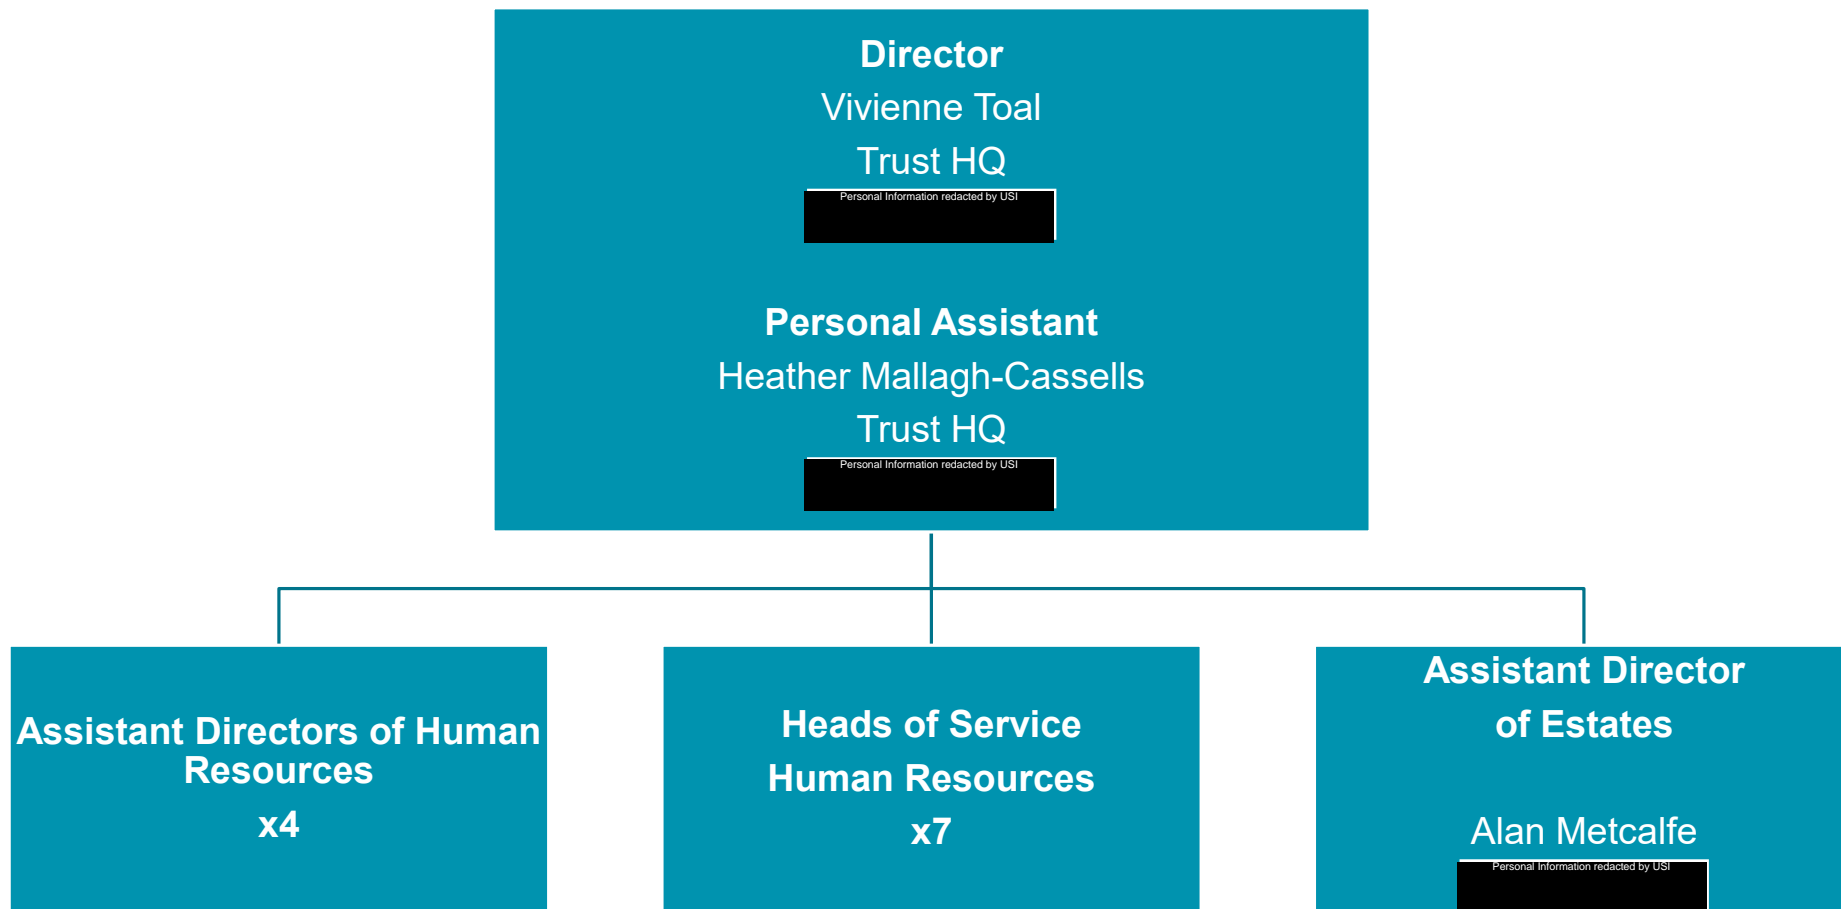 Director
Vivienne Toal
Trust HQ
Personal Information redacted by USI
Personal Assistant
Heather Mallagh-Cassells
Trust HQ
Personal Information redacted by USI
Assistant Directors of Human
Resources
x4
Heads of Service
Human Resources
x7
Assistant Director
of Estates
Alan Metcalfe
Personal Information redacted by USI